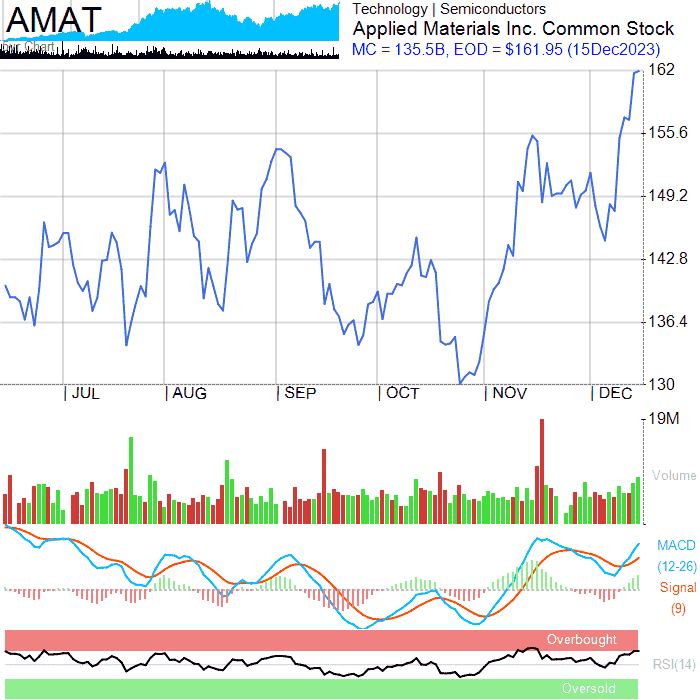 AMAT
Technology | Semiconductors
Applied Materials Inc. Common Stock
MC = 135.5B, EOD = $161.95 (15Dec2023)
Chart
162
155.6
149.2
142.8
136.4
130
| JUL | AUG | SEP | OCT | NOV | DEC
19M
Volume
MACD
(12-26)
Signal
(9)
Overbought
RSI(14)
Oversold